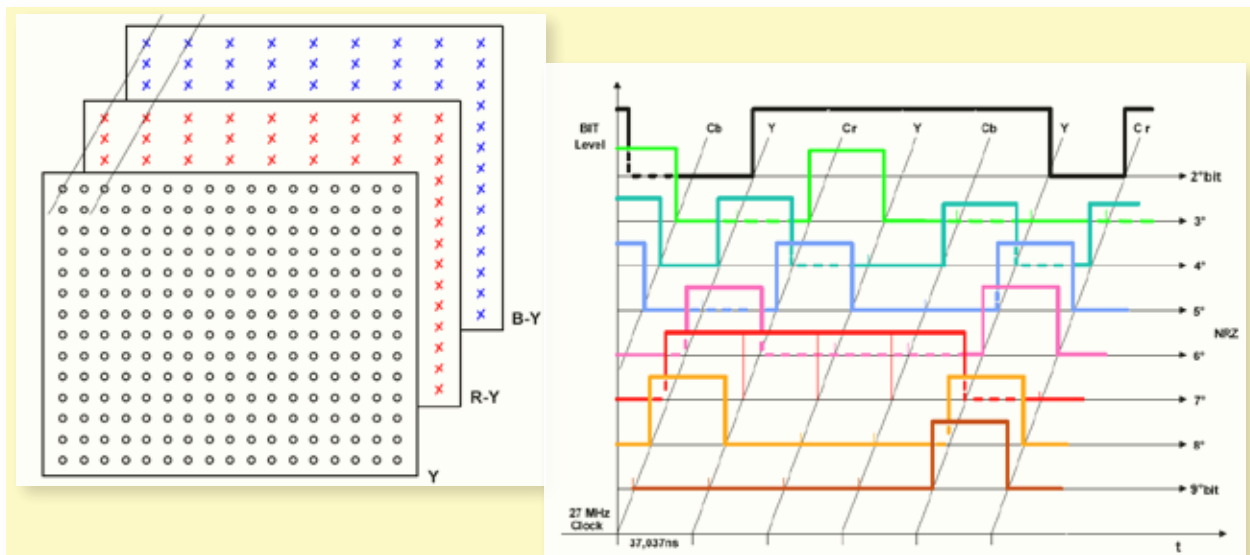 B-Y
R-Y
Y
BIT
Level
Cb Y Cr Y Cb Y Cr
2°bit
3°
4°
5°
6°
NRZ
7°
8°
9°bit
27 MHz
Clock
37,037ns
t